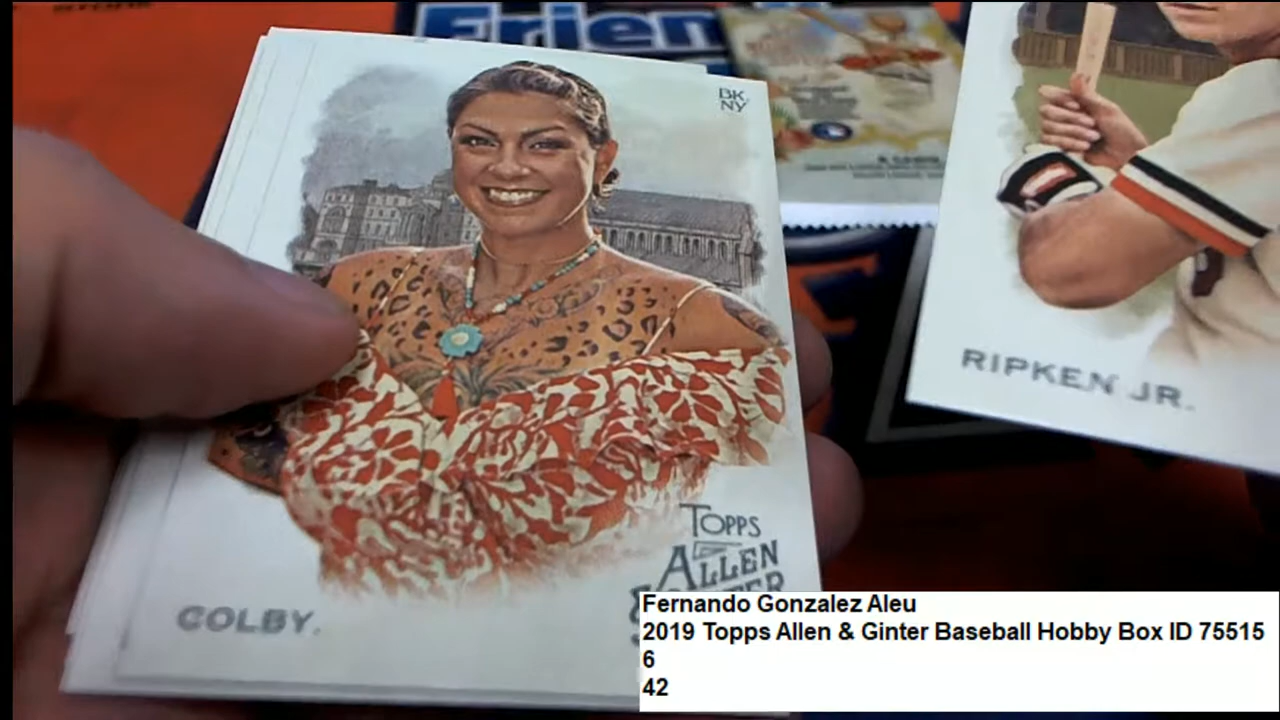 Frien
BK.
NY
RIPKEN JR.
TOPPS
ALLEN
COLBY.
Fernando Gonzalez Aleu
2019 Topps Allen & Ginter Baseball Hobby Box ID 75515
6
42